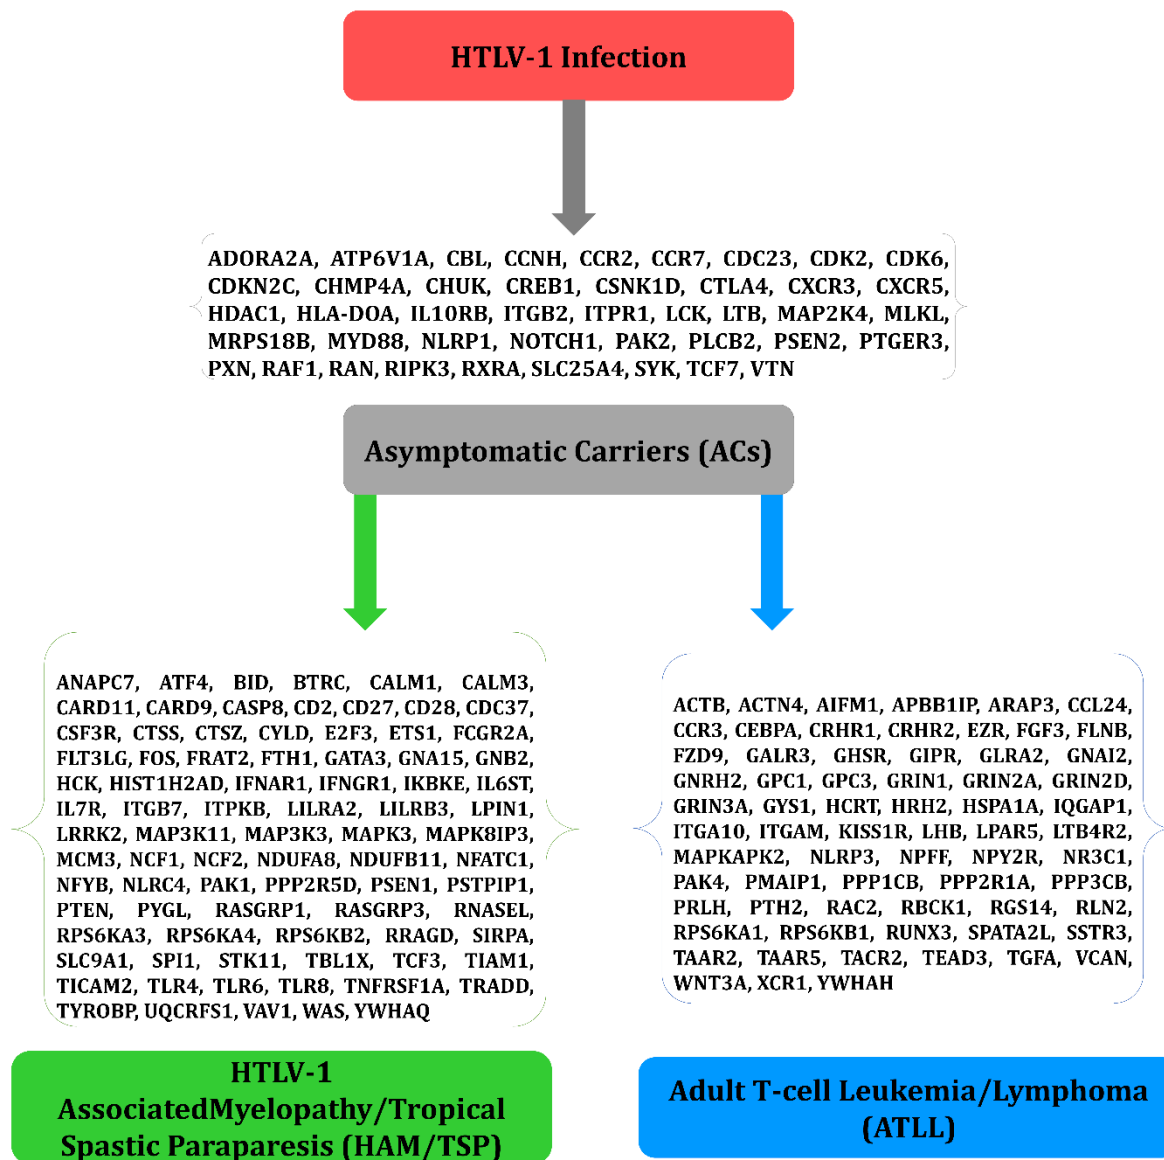 HTLV-1 Infection
ADORA2A, ATP6V1A, CBL, CCNH, CCR2, CCR7, CDC23, CDK2, CDK6,
CDKN2C, CHMP4A, CHUK, CREB1, CSNK1D, CTLA4, CXCR3, CXCR5,
HDAC1, HLA-DOA, IL10RB, ITGB2, ITPR1, LCK, LTB, MAP2K4, MLKL,
MRPS18B, MYD88, NLRP1, NOTCH1, PAK2, PLCB2, PSEN2, PTGER3,
PXN, RAF1, RAN, RIPK3, RXRA, SLC25A4, SYK, TCF7, VTN
Asymptomatic Carriers (ACs)
ANAPC7, ATF4, BID, BTRC, CALM1, CALM3,
CARD11, CARD9, CASP8, CD2, CD27, CD28, CDC37,
CSF3R, CTSS, CTSZ, CYLD, E2F3, ETS1, FCGR2A,
FLT3LG, FOS, FRAT2, FTH1, GATA3, GNA15, GNB2,
HCK, HIST1H2AD, IFNAR1, IFNGR1, IKBKE, IL6ST,
IL7R, ITGB7, ITPKB, LILRA2, LILRB3, LPIN1,
LRRK2, MAP3K11, MAP3K3, MAPK3, MAPK8IP3,
MCM3, NCF1, NCF2, NDUFA8, NDUFB11, NFATC1,
NFYB, NLRC4, PAK1, PPP2R5D, PSEN1, PSTPIP1,
PTEN, PYGL, RASGRP1, RASGRP3, RNASEL,
RPS6KA3, RPS6KA4, RPS6KB2, RRAGD, SIRPA,
SLC9A1, SPI1, STK11, TBL1X, TCF3, TIAM1,
TICAM2, TLR4, TLR6, TLR8, TNFRSF1A, TRADD,
TYROBP, UQCRFS1, VAV1, WAS, YWHAQ
HTLV-1
AssociatedMyelopathy/Tropical
Spastic Paraparesis (HAM/TSP)
ACTB, ACTN4, AIFM1, APBB1IP, ARAP3, CCL24,
CCR3, CEBPA, CRHR1, CRHR2, EZR, FGF3, FLNB,
FZD9, GALR3, GHSR, GIPR, GLRA2, GNAI2,
GNRH2, GPC1, GPC3, GRIN1, GRIN2A, GRIN2D,
GRIN3A, GYS1, HCRT, HRH2, HSPA1A, IQGAP1,
ITGA10, ITGAM, KISS1R, LHB, LPAR5, LTB4R2,
MAPKAPK2, NLRP3, NPFF, NPY2R, NR3C1,
PAK4, PMAIP1, PPP1CB, PPP2R1A, PPP3CB,
PRLH, PTH2, RAC2, RBCK1, RGS14, RLN2,
RPS6KA1, RPS6KB1, RUNX3, SPATA2L, SSTR3,
TAAR2, TAAR5, TACR2, TEAD3, TGFA, VCAN,
WNT3A, XCR1, YWHAH
Adult T-cell Leukemia/Lymphoma
(ATLL)